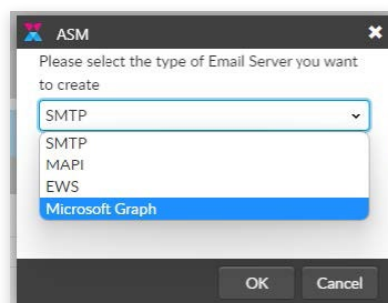 ASM
Please select the type of Email Server you want
to create
SMTP
SMTP
MAPI
EWS
Microsoft Graph
OK Cancel